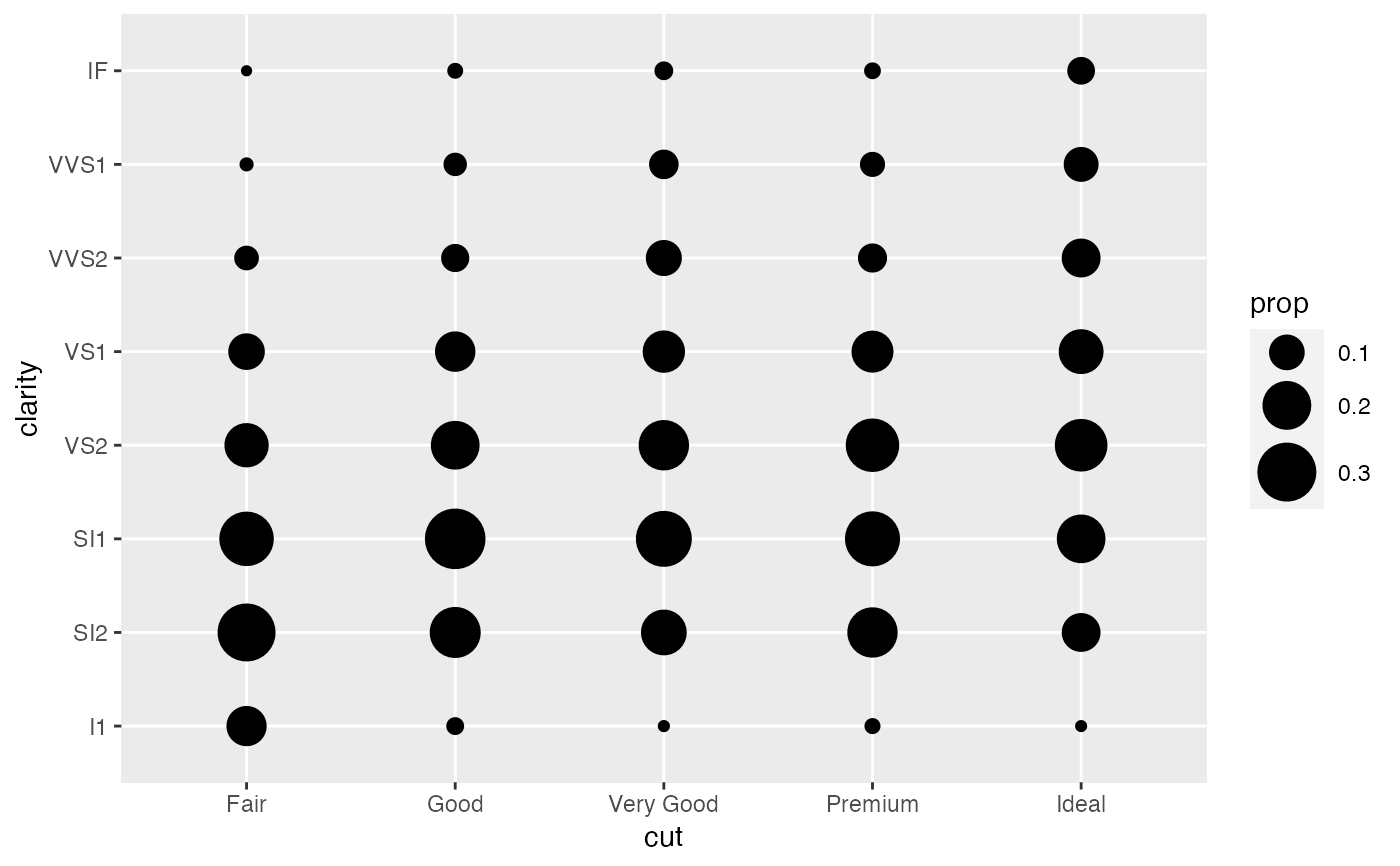 IF
VVS1
VVS2
VS1
VS2
SI1
SI2
I1
clarity
Fair Good Very Good Premium Ideal
cut
prop
0.1
0.2
0.3